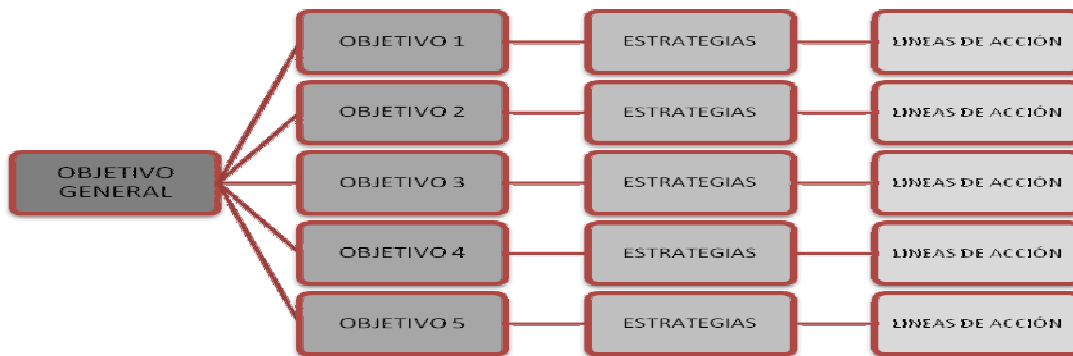 OBJETIVO
GENERAL
OBJETIVO 1
ESTRATEGIAS
LINEAS DE ACCIÓN
OBJETIVO 2
ESTRATEGIAS
LINEAS DE ACCIÓN
OBJETIVO 3
ESTRATEGIAS
LINEAS DE ACCIÓN
OBJETIVO 4
ESTRATEGIAS
LINEAS DE ACCIÓN
OBJETIVO 5
ESTRATEGIAS
LINEAS DE ACCIÓN